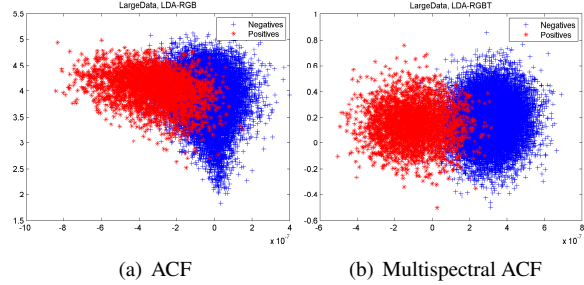 LargeData, LDA-RGB
Negatives
Positives
5.5
5
4.5
4
3.5
3
2.5
2
1.5
-10 -8 -6 -4 -2 0 2 4
x 10^-7
(a) ACF
LargeData, LDA-RGBT
Negatives
Positives
1
0.8
0.6
0.4
0.2
0
-0.2
-0.4
-0.6
-6 -4 -2 0 2 4 6 8
x 10^-7
(b) Multispectral ACF